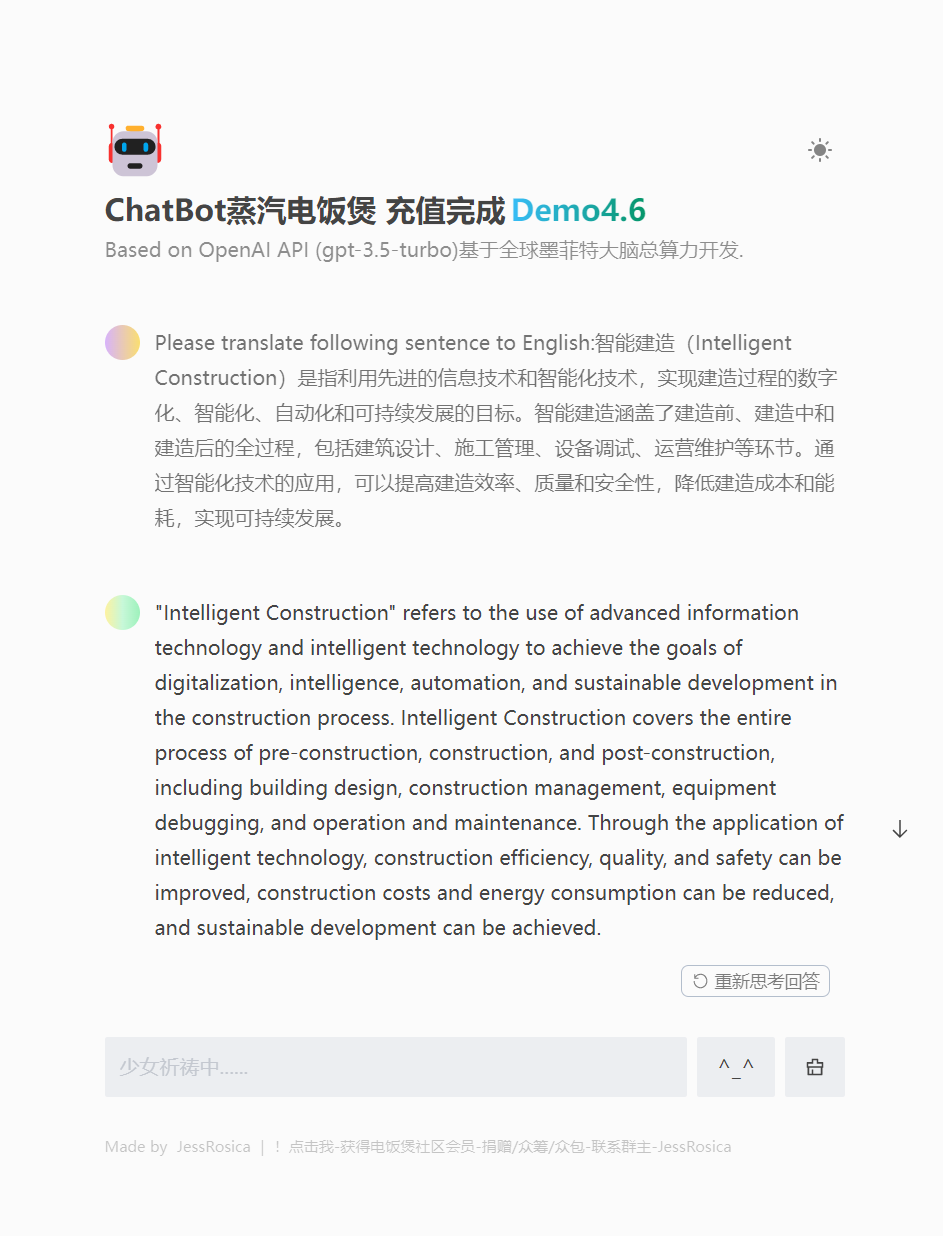 ChatBot蒸汽电饭煲 充值完成 Demo4.6
Based on OpenAI API (gpt-3.5-turbo)基于全球墨菲特大脑总算力开发.
Please translate following sentence to English:智能建造（Intelligent
Construction）是指利用先进的信息技术和智能化技术，实现建造过程的数字
化、智能化、自动化和可持续发展的目标。智能建造涵盖了建造前、建造中和
建造后的全过程，包括建筑设计、施工管理、设备调试、运营维护等环节。通
过智能化技术的应用，可以提高建造效率、质量和安全性，降低建造成本和能
耗，实现可持续发展。
"Intelligent Construction" refers to the use of advanced information
technology and intelligent technology to achieve the goals of
digitalization, intelligence, automation, and sustainable development in
the construction process. Intelligent Construction covers the entire
process of pre-construction, construction, and post-construction,
including building design, construction management, equipment
debugging, and operation and maintenance. Through the application of
intelligent technology, construction efficiency, quality, and safety can be
improved, construction costs and energy consumption can be reduced,
and sustainable development can be achieved.
重新思考回答
少女祈祷中......
^_^
Made by JessRosica | ！点击我-获得电饭煲社区会员-捐赠/众筹/众包-联系群主-JessRosica